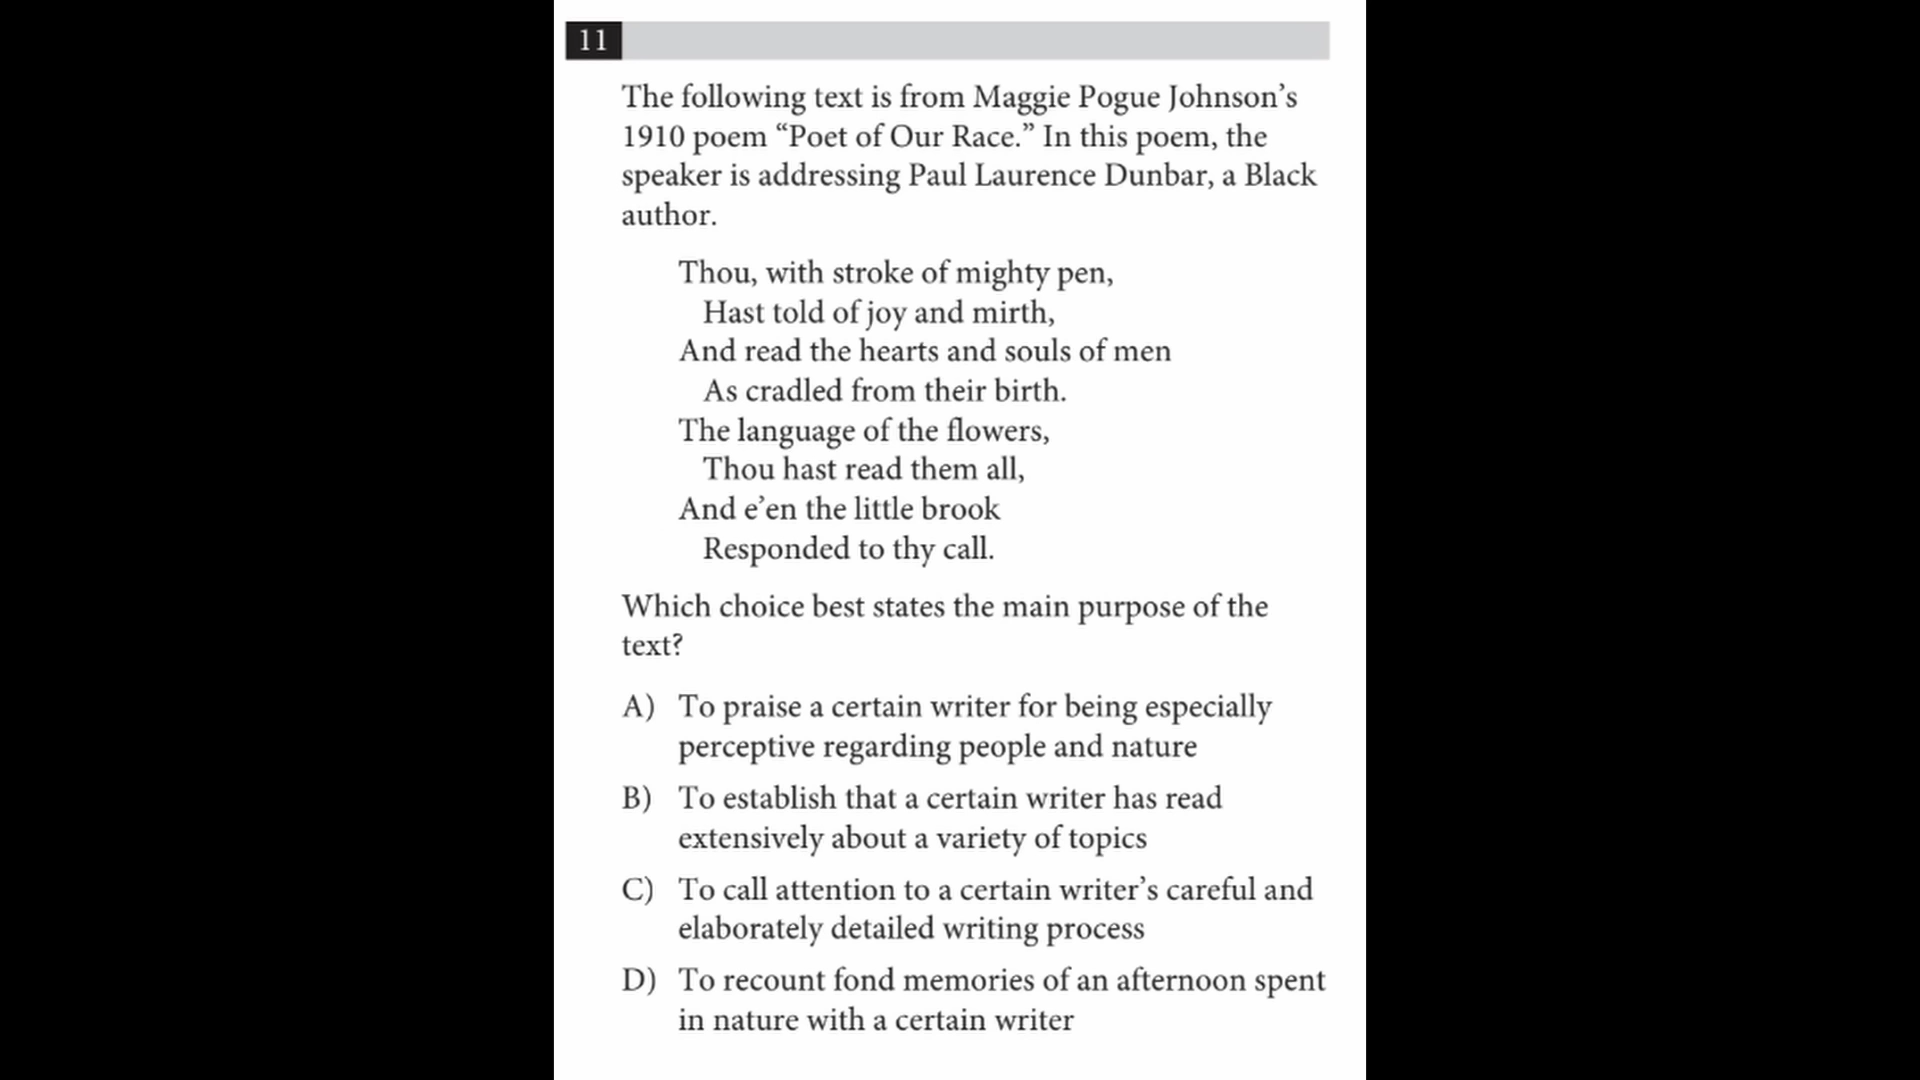 11
The following text is from Maggie Pogue Johnson’s
1910 poem “Poet of Our Race.” In this poem, the
speaker is addressing Paul Laurence Dunbar, a Black
author.
Thou, with stroke of mighty pen,
Hast told of joy and mirth,
And read the hearts and souls of men
As cradled from their birth.
The language of the flowers,
Thou hast read them all,
And e’en the little brook
Responded to thy call.
Which choice best states the main purpose of the
text?
A) To praise a certain writer for being especially
perceptive regarding people and nature
B) To establish that a certain writer has read
extensively about a variety of topics
C) To call attention to a certain writer’s careful and
elaborately detailed writing process
D) To recount fond memories of an afternoon spent
in nature with a certain writer